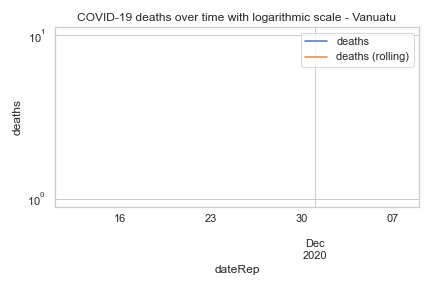 COVID-19 deaths over time with logarithmic scale - Vanuatu
10¹
deaths
deaths (rolling)
deaths
10⁰
16 23 30 07
Dec
2020
dateRep